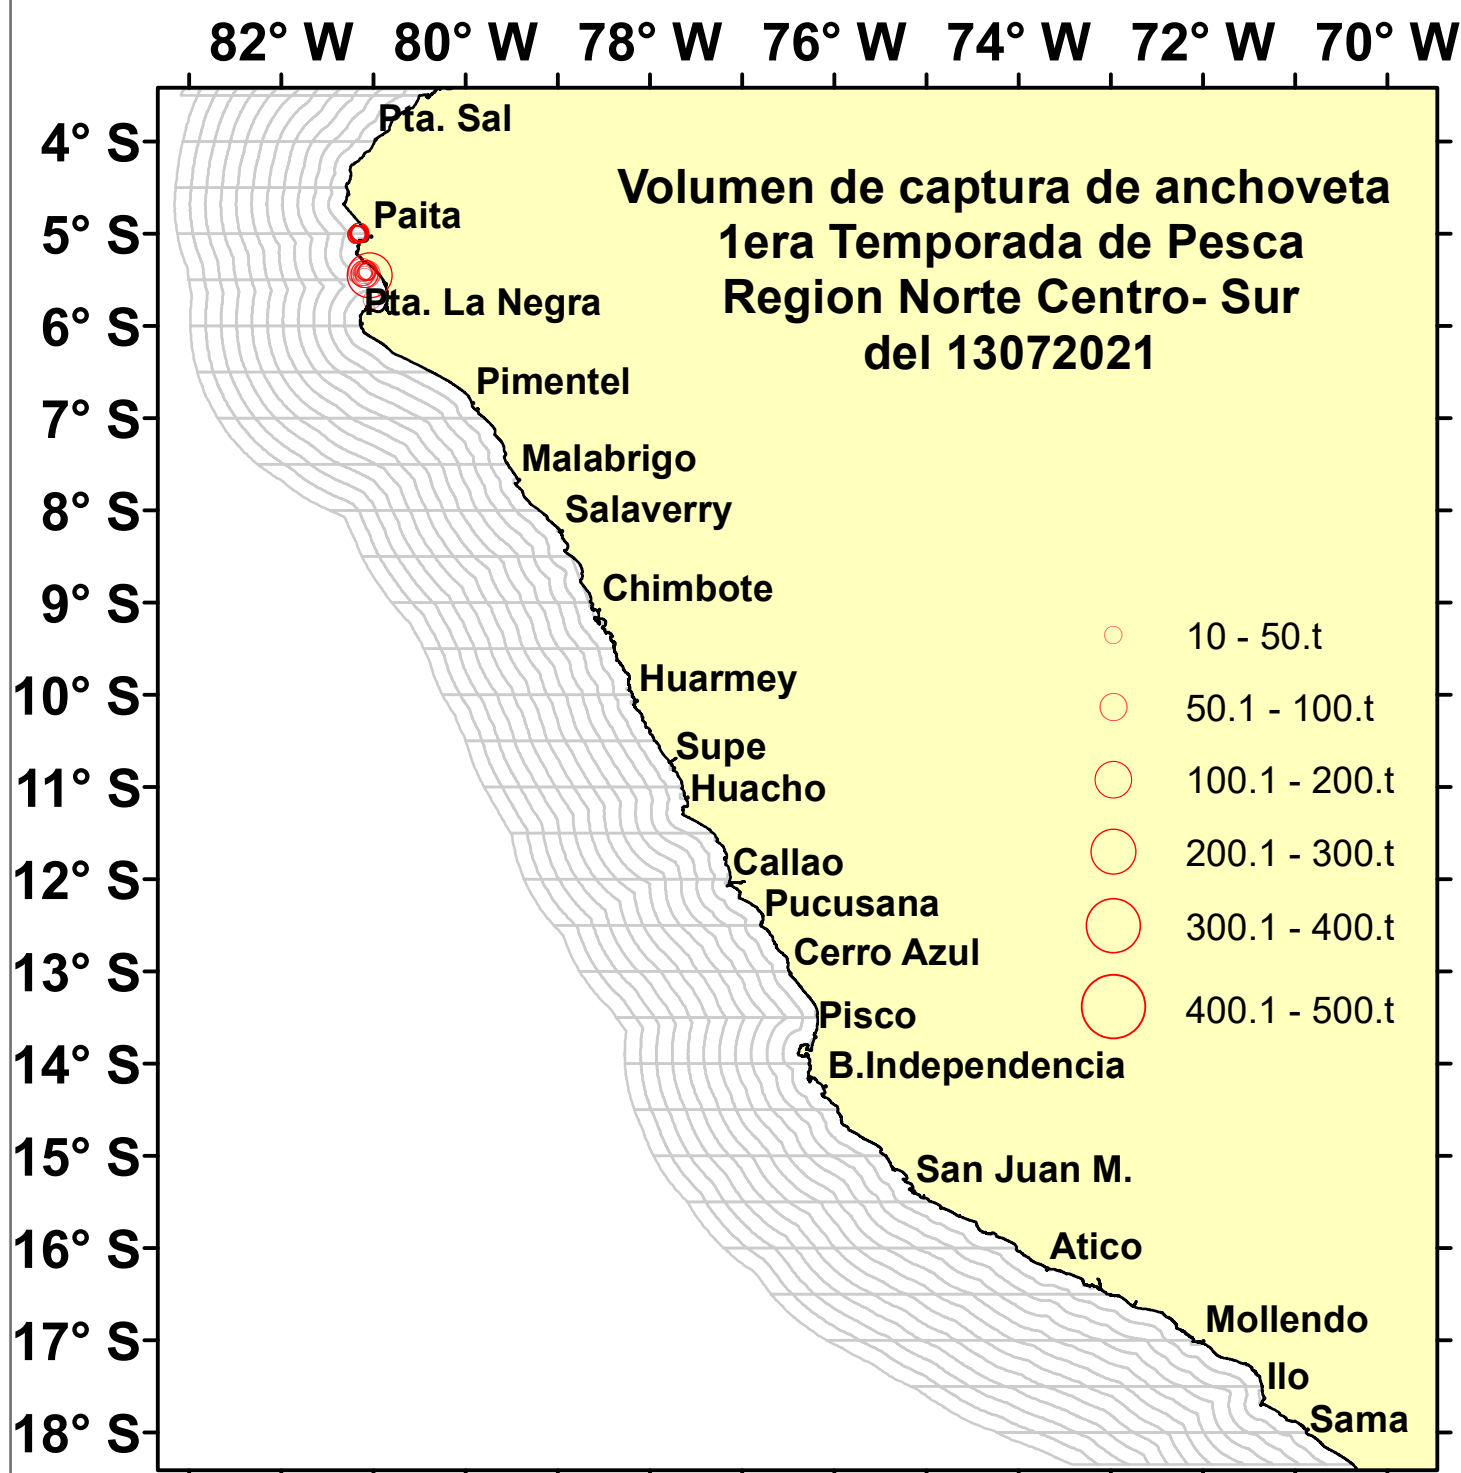 82° W 80° W 78° W 76° W 74° W 72° W 70° W
4° S
5° S
6° S
7° S
8° S
9° S
10° S
11° S
12° S
13° S
14° S
15° S
16° S
17° S
18° S
Volumen de captura de anchoveta
1era Temporada de Pesca
Region Norte Centro- Sur
del 13072021
Pta. Sal
Paita
Pta. La Negra
Pimentel
Malabrigo
Salaverry
Chimbote
Huarmey
Supe
Huacho
Callao
Pucusana
Cerro Azul
Pisco
B.Independencia
San Juan M.
Atico
Mollendo
Ilo
Sama
10 - 50.t
50.1 - 100.t
100.1 - 200.t
200.1 - 300.t
300.1 - 400.t
400.1 - 500.t